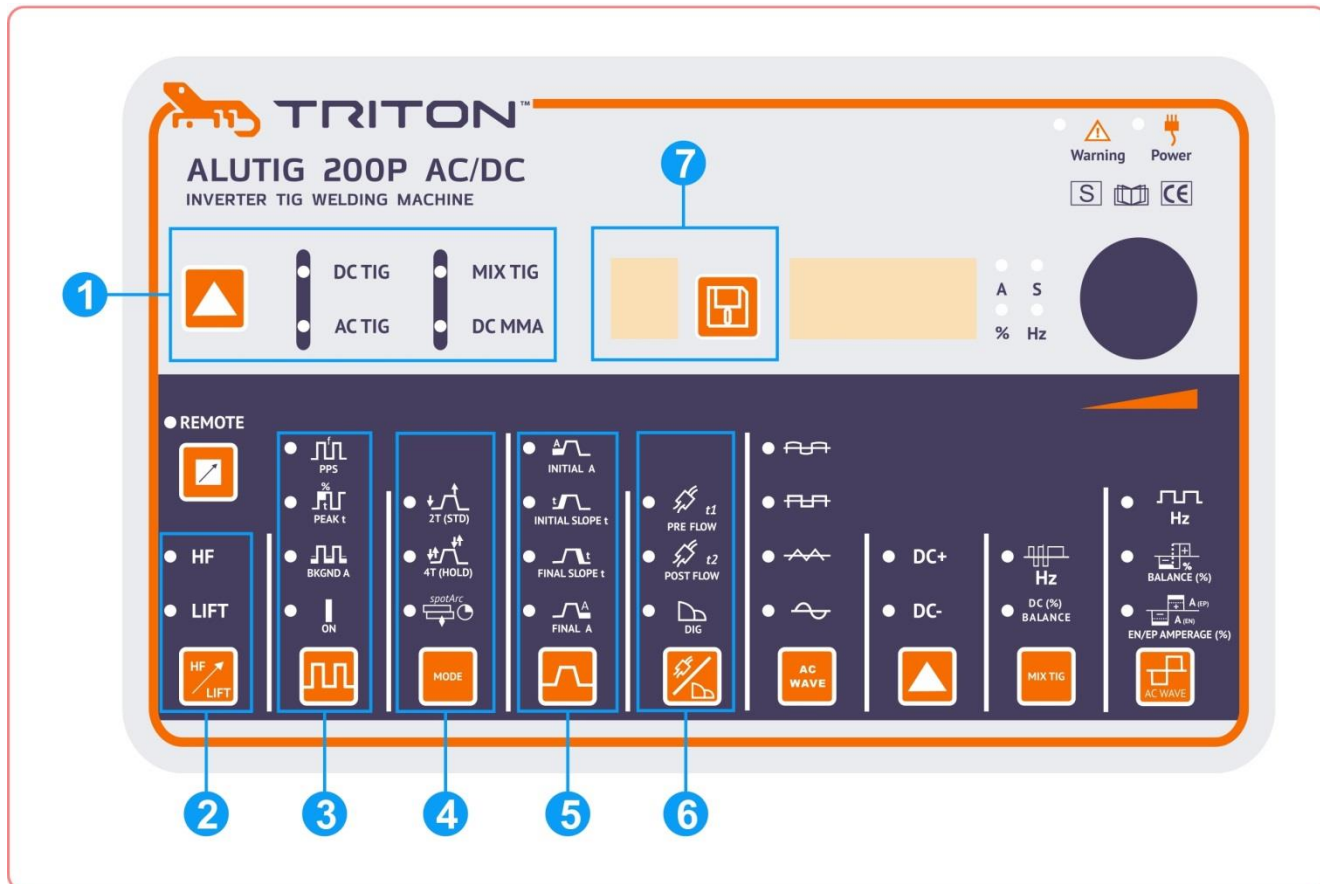 TRITON™
ALUTIG 200P AC/DC
INVERTER TIG WELDING MACHINE
Warning Power
S CE
7
1
DC TIG MIX TIG
AC TIG DC MMA
A S
% Hz
REMOTE
HF
LIFT
HF
LIFT
f
PPS
%
t
PEAK t
BKGND A
ON
2T (STD)
4T (HOLD)
spotArc
MODE
A
INITIAL A
t
INITIAL SLOPE t
t
FINAL SLOPE t
A
FINAL A
t1
PRE FLOW
t2
POST FLOW
DIG
AC
WAVE
DC+
DC-
Hz
DC (%)
BALANCE
MIX TIG
Hz
%
BALANCE (%)
A (EP)
A (EN)
EN/EP AMPERAGE (%)
AC WAVE
2 3 4 5 6